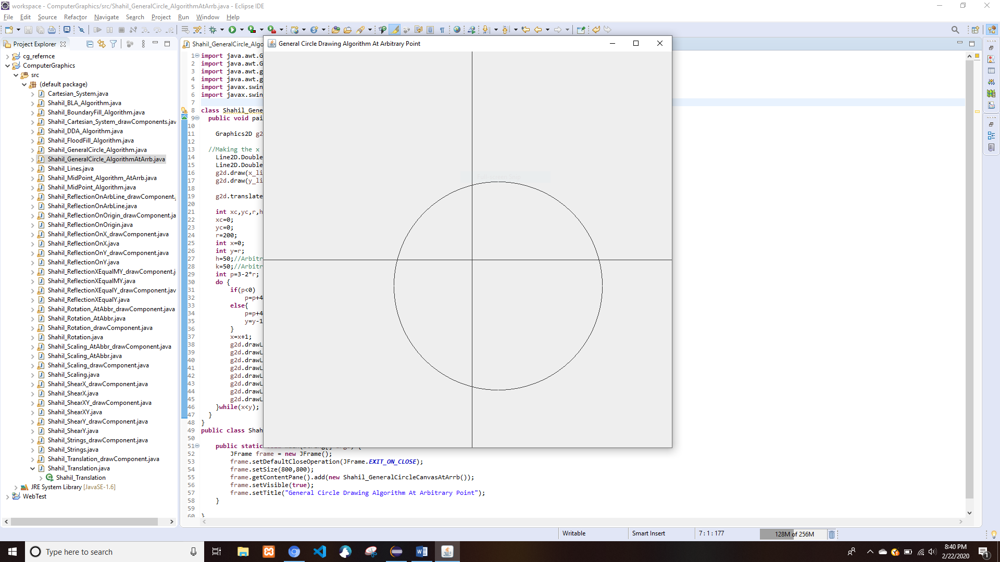 workspace - ComputerGraphics/src/Shahil_GeneralCircle_AlgorithmAtArrb.java - Eclipse IDE
File Edit Source Refactor Navigate Search Project Run Window Help
Project Explorer
cg_refernce
ComputerGraphics
src
(default package)
Cartesian_System.java
Shahil_BLA_Algorithm.java
Shahil_BoundaryFill_Algorithm.java
Shahil_Cartesian_System_drawComponents.jav
Shahil_DDA_Algorithm.java
Shahil_FloodFill_Algorithm.java
Shahil_GeneralCircle_Algorithm.java
Shahil_GeneralCircle_AlgorithmAtArrb.java
Shahil_Lines.java
Shahil_MidPoint_Algorithm_AtArrb.java
Shahil_MidPoint_Algorithm.java
Shahil_ReflectionOnArbLine_drawComponent.
Shahil_ReflectionOnArbLine.java
Shahil_ReflectionOnOrigin_drawComponent.ja
Shahil_ReflectionOnOrigin.java
Shahil_ReflectionOnX_drawComponent.java
Shahil_ReflectionOnX.java
Shahil_ReflectionOnY_drawComponent.java
Shahil_ReflectionOnY.java
Shahil_ReflectionXEqualMY_drawComponent.j
Shahil_ReflectionXEqualMY.java
Shahil_ReflectionXEqualY_drawComponent.jav
Shahil_ReflectionXEqualY.java
Shahil_Rotation_AtAbbr_drawComponent.java
Shahil_Rotation_AtAbbr.java
Shahil_Rotation_drawComponent.java
Shahil_Rotation.java
Shahil_Scaling_AtAbbr_drawComponent.java
Shahil_Scaling_AtAbbr.java
Shahil_Scaling_drawComponent.java
Shahil_Scaling.java
Shahil_ShearX_drawComponent.java
Shahil_ShearX.java
Shahil_ShearXY_drawComponent.java
Shahil_ShearXY.java
Shahil_ShearY_drawComponent.java
Shahil_ShearY.java
Shahil_Strings_drawComponent.java
Shahil_Strings.java
Shahil_Translation_drawComponent.java
Shahil_Translation.java
Shahil_Translation
JRE System Library [JavaSE-1.6]
WebTest
Shahil_GeneralCircle_Algo
1 import java.awt.G
2 import java.awt.G
3 import java.awt.g
4 import java.awt.g
5 import javax.swin
6 import javax.swin
7
8 class Shahil_Gene
9 public void pai
10
11 Graphics2D g2
12
13 //Making the x
14 Line2D.Double
15 Line2D.Double
16 g2d.draw(x_li
17 g2d.draw(y_li
18
19 g2d.translate
20
21 int xc,yc,r,h
22 xc=0;
23 yc=0;
24 r=200;
25 int x=0;
26 int y=r;
27 h=50;//Arbitr
28 k=50;//Arbitr
29 int p=3-2*r;
30 do {
31 if(p<0)
32 p=p+4
33 else{
34 p=p+4
35 y=y-1
36 }
37 x=x+1;
38 g2d.drawL
39 g2d.drawL
40 g2d.drawL
41 g2d.drawL
42 g2d.drawL
43 g2d.drawL
44 g2d.drawL
45 g2d.drawL
46 }while(x<y);
47 }
48 }
49 public class Shah
50
51 public static
52 JFrame frame = new JFrame();
53 frame.setDefaultCloseOperation(JFrame.EXIT_ON_CLOSE);
54 frame.setSize(800,800);
55 frame.getContentPane().add(new Shahil_GeneralCircleCanvasAtArrb());
56 frame.setVisible(true);
57 frame.setTitle("General Circle Drawing Algorithm At Arbitrary Point");
58 }
59
60 }
General Circle Drawing Algorithm At Arbitrary Point
Writable
Smart Insert
7 : 1 : 177
128M of 256M
Type here to search
8:40 PM
2/22/2020
1